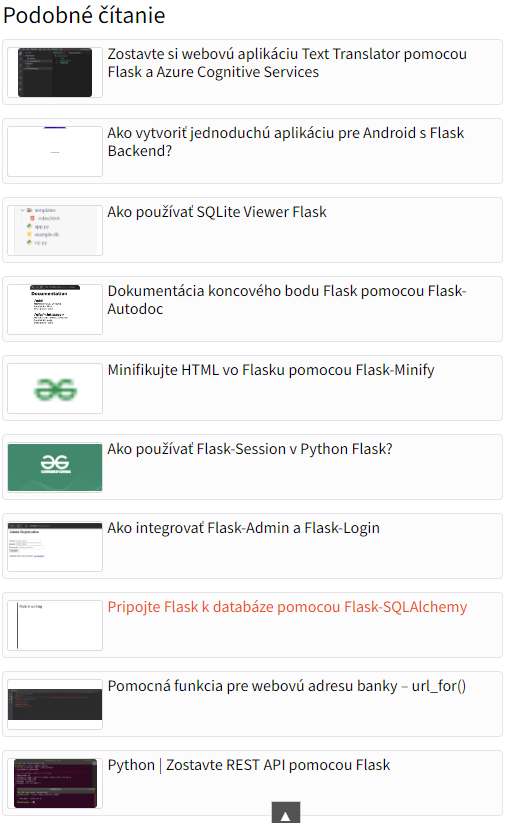 Podobné čítanie
Zostavte si webovú aplikáciu Text Translator pomocou
Flask a Azure Cognitive Services
Ako vytvoriť jednoduchú aplikáciu pre Android s Flask
Backend?
Ako používať SQLite Viewer Flask
Dokumentácia koncového bodu Flask pomocou Flask-
Autodoc
Minifikujte HTML vo Flasku pomocou Flask-Minify
Ako používať Flask-Session v Python Flask?
Ako integrovať Flask-Admin a Flask-Login
Pripojte Flask k databáze pomocou Flask-SQLAlchemy
Pomocná funkcia pre webovú adresu banky – url_for()
Python | Zostavte REST API pomocou Flask